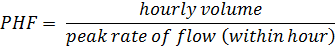 PHF = hourly volume / peak rate of flow (within hour)